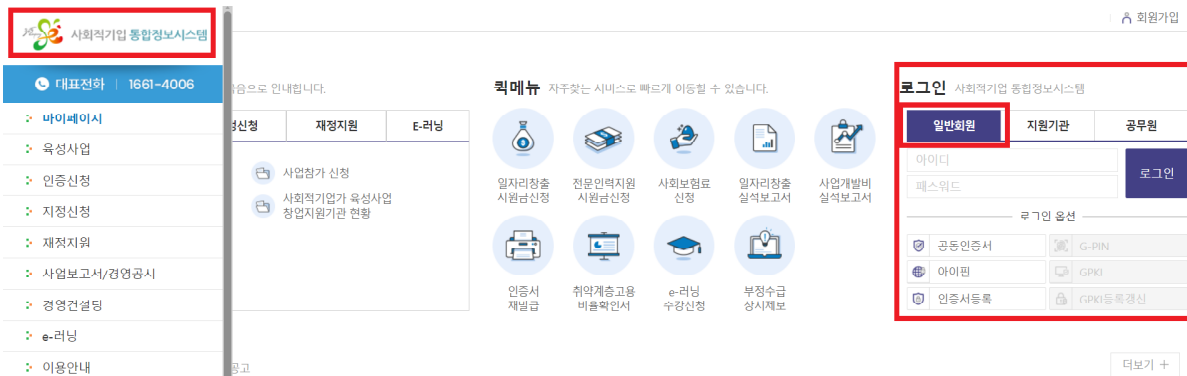 사회적기업 통합정보시스템
회원가입
대표전화 | 1661-4006
마이페이지
육성사업
인증신청
지정신청
재정지원
사업보고서/경영공시
경영컨설팅
e-러닝
이용안내
음으로 안내합니다.
정신청
재정지원
E-러닝
사업참가 신청
사회적기업가 육성사업
창업지원기관 현황
퀵메뉴 자주찾는 서비스로 빠르게 이동할 수 있습니다.
일자리창출
지원금신청
전문인력지원
지원금신청
사회보험료
신청
일자리창출
실적보고서
사업개발비
실적보고서
인증서
재발급
취약계층고용
비율확인서
e-러닝
수강신청
부정수급
상시제보
로그인 사회적기업 통합정보시스템
일반회원
지원기관
공무원
아이디
패스워드
로그인
로그인 옵션
공동인증서
G-PIN
아이핀
GPKI
인증서등록
GPKI등록갱신
공고
더보기 +